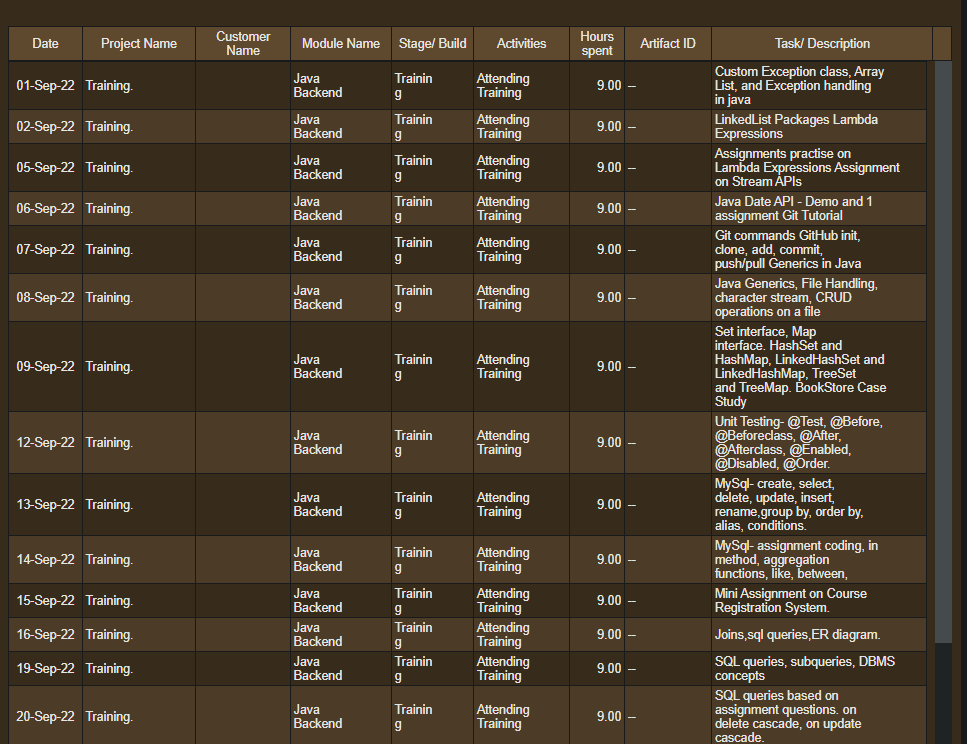 Date Project Name Customer Name Module Name Stage/ Build Activities Hours spent Artifact ID Task/ Description
01-Sep-22 Training. Java Backend Trainin g Attending Training 9.00 -- Custom Exception class, Array
List, and Exception handling
in java
02-Sep-22 Training. Java Backend Trainin g Attending Training 9.00 -- LinkedList Packages Lambda
Expressions
05-Sep-22 Training. Java Backend Trainin g Attending Training 9.00 -- Assignments practise on
Lambda Expressions Assignment
on Stream APIs
06-Sep-22 Training. Java Backend Trainin g Attending Training 9.00 -- Java Date API - Demo and 1
assignment Git Tutorial
07-Sep-22 Training. Java Backend Trainin g Attending Training 9.00 -- Git commands GitHub init,
clone, add, commit,
push/pull Generics in Java
08-Sep-22 Training. Java Backend Trainin g Attending Training 9.00 -- Java Generics, File Handling,
character stream, CRUD
operations on a file
09-Sep-22 Training. Java Backend Trainin g Attending Training 9.00 -- Set interface, Map
interface. HashSet and
HashMap, LinkedHashSet and
LinkedHashMap, TreeSet
and TreeMap. BookStore Case
Study
12-Sep-22 Training. Java Backend Trainin g Attending Training 9.00 -- Unit Testing- @Test, @Before,
@Beforeclass, @After,
@Afterclass, @Enabled,
@Disabled, @Order.
13-Sep-22 Training. Java Backend Trainin g Attending Training 9.00 -- MySql- create, select,
delete, update, insert,
rename,group by, order by,
alias, conditions.
14-Sep-22 Training. Java Backend Trainin g Attending Training 9.00 -- MySql- assignment coding, in
method, aggregation
functions, like, between,
15-Sep-22 Training. Java Backend Trainin g Attending Training 9.00 -- Mini Assignment on Course
Registration System.
16-Sep-22 Training. Java Backend Trainin g Attending Training 9.00 -- Joins,sql queries,ER diagram.
19-Sep-22 Training. Java Backend Trainin g Attending Training 9.00 -- SQL queries, subqueries, DBMS
concepts
20-Sep-22 Training. Java Backend Trainin g Attending Training 9.00 -- SQL queries based on
assignment questions. on
delete cascade, on update
cascade.